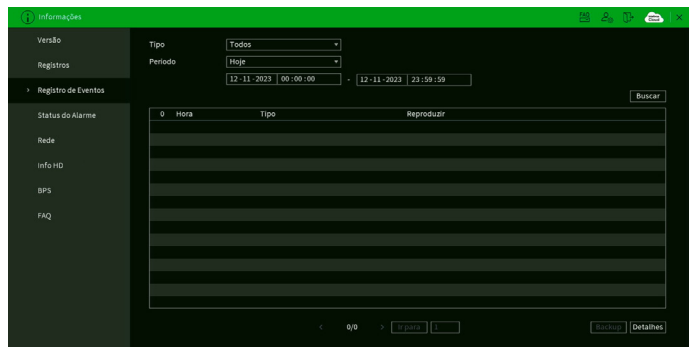 Informações
FAQ
Versão
Registros
> Registro de Eventos
Status do Alarme
Rede
Info HD
BPS
FAQ
Tipo Todos
Periodo Hoje
12 - 11 - 2023 00 : 00 : 00 - 12 - 11 - 2023 23 : 59 : 59
Buscar
0 Hora Tipo Reproduzir
< 0/0 > Ir para 1
Backup Detalhes